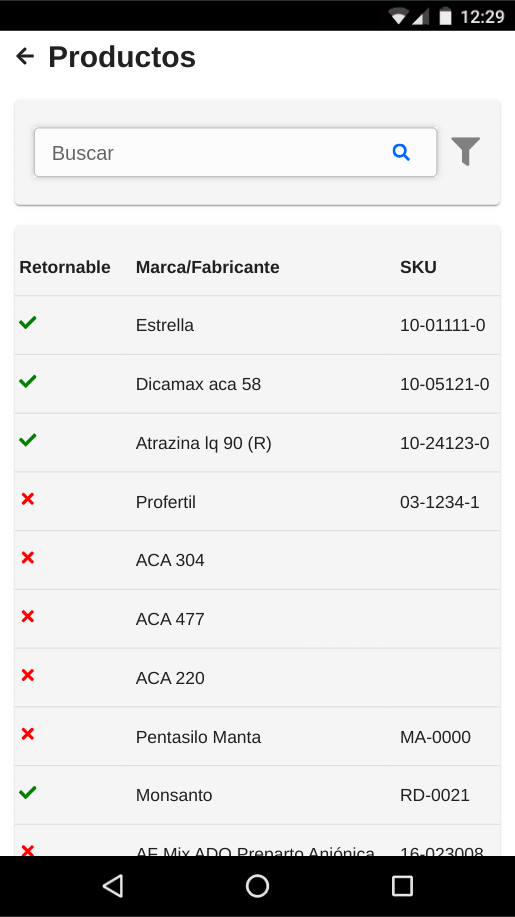 12:29
Productos
Buscar
Retornable Marca/Fabricante SKU
Estrella 10-01111-0
Dicamax aca 58 10-05121-0
Atrazina lq 90 (R) 10-24123-0
Profertil 03-1234-1
ACA 304
ACA 477
ACA 220
Pentasilo Manta MA-0000
Monsanto RD-0021
AF Mix ADO Preparto Aniónica 16-023008